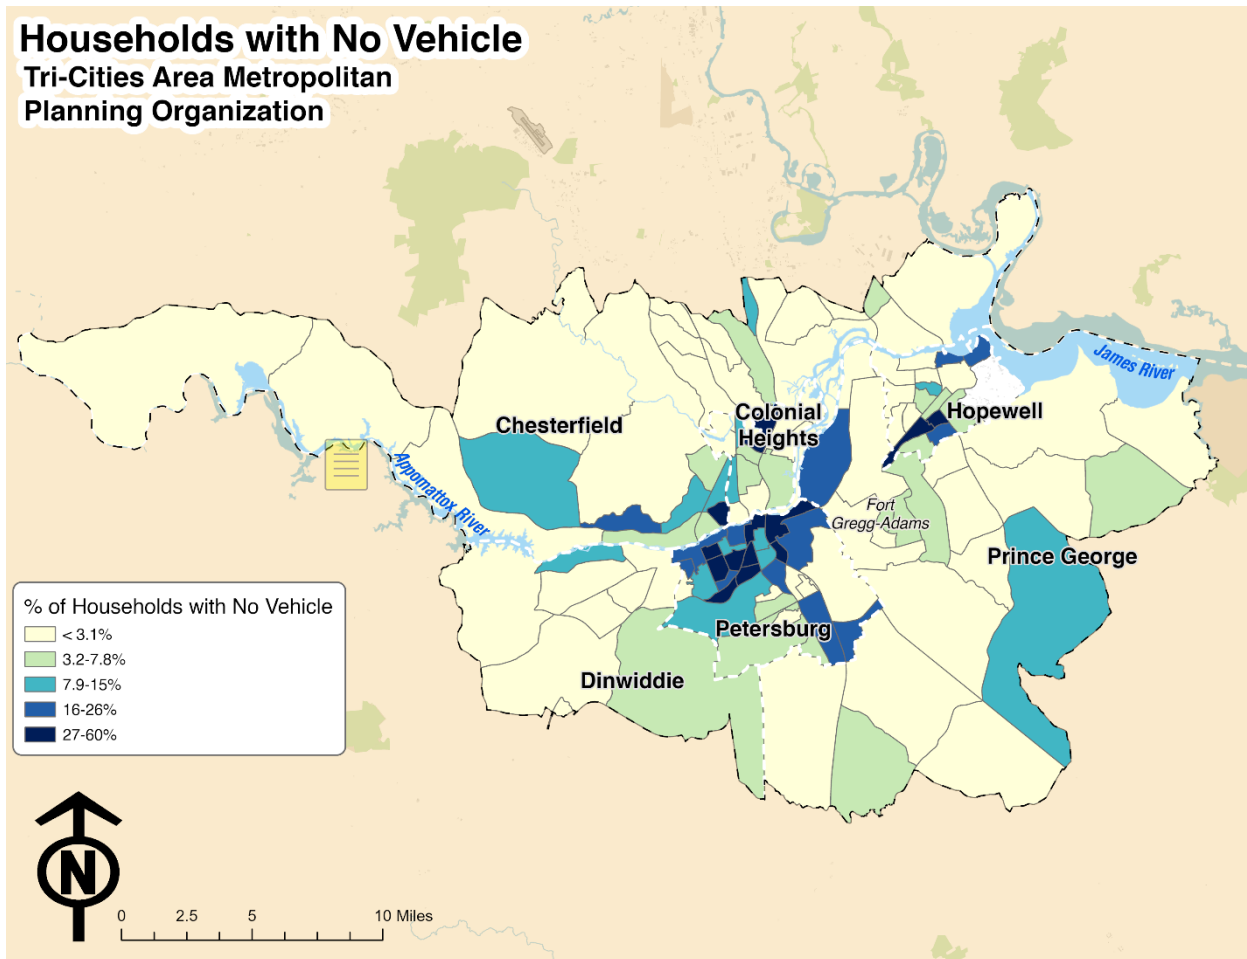 Households with No Vehicle
Tri-Cities Area Metropolitan
Planning Organization
James River
Colonial
Heights
Hopewell
Chesterfield
Appomattox River
Fort
Gregg-Adams
Prince George
Petersburg
Dinwiddie
% of Households with No Vehicle
< 3.1%
3.2-7.8%
7.9-15%
16-26%
27-60%
N
0 2.5 5 10 Miles